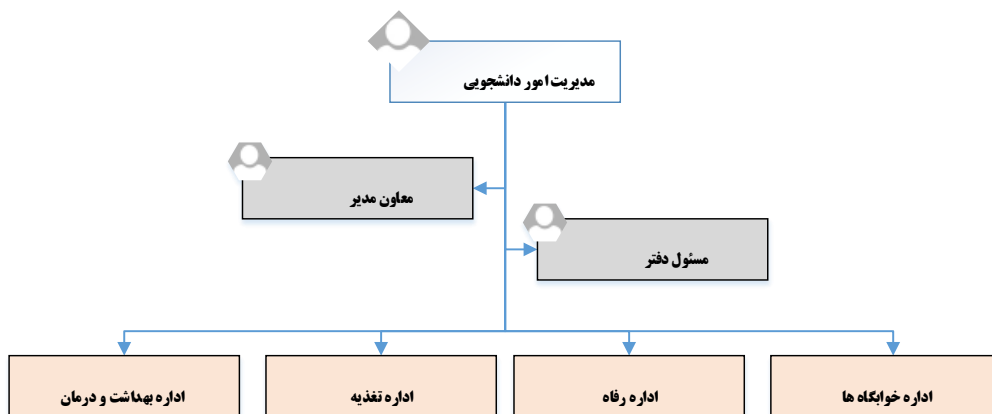 مدیریت امور دانشجویی
معاون مدیر
مسئول دفتر
اداره خوابگاه ها
اداره رفاه
اداره تغذیه
اداره بهداشت و درمان